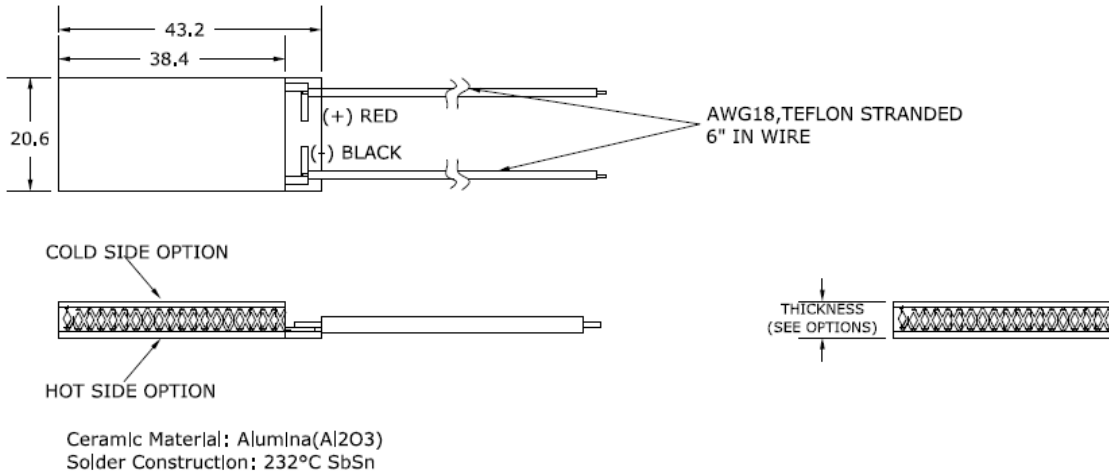 43.2
38.4
20.6
(+) RED
(-) BLACK
AWG18,TEFLON STRANDED
6" IN WIRE
COLD SIDE OPTION
THICKNESS
(SEE OPTIONS)
HOT SIDE OPTION
Ceramic Material: Alumina(Al2O3)
Solder Construction: 232°C SbSn